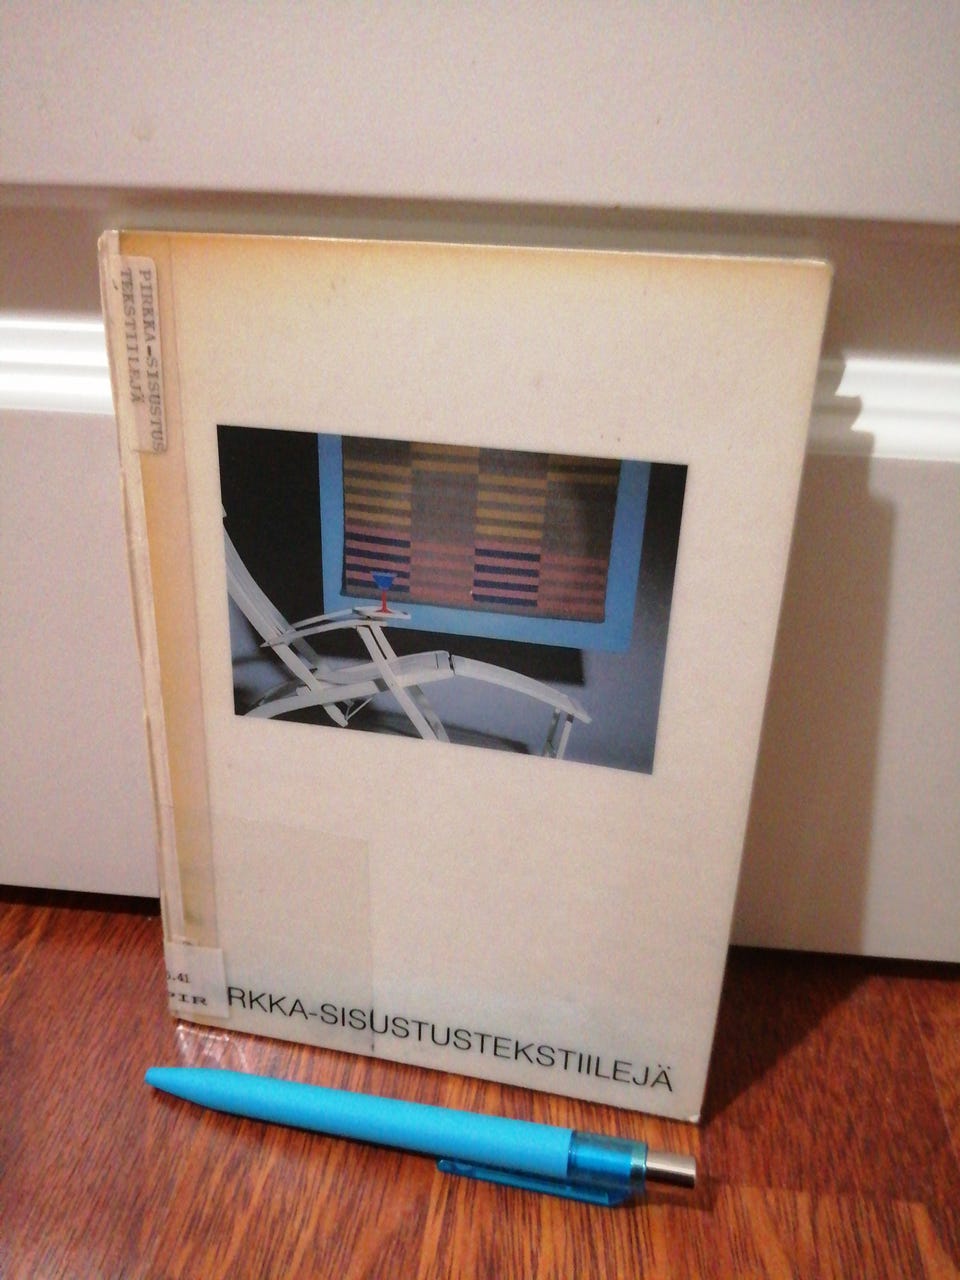 PIRKKA-SISUSTUS
TEKSTIILEJÄ
.41
PIR
RKKA-SISUSTUSTEKSTIILEJÄ